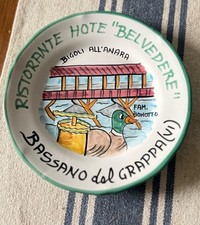 RISTORANTE HOTE "BELVEDERE"
BIGOLI ALL'ANARA
FAM.
BONOTTO
BASSANO del GRAPPA (VI)